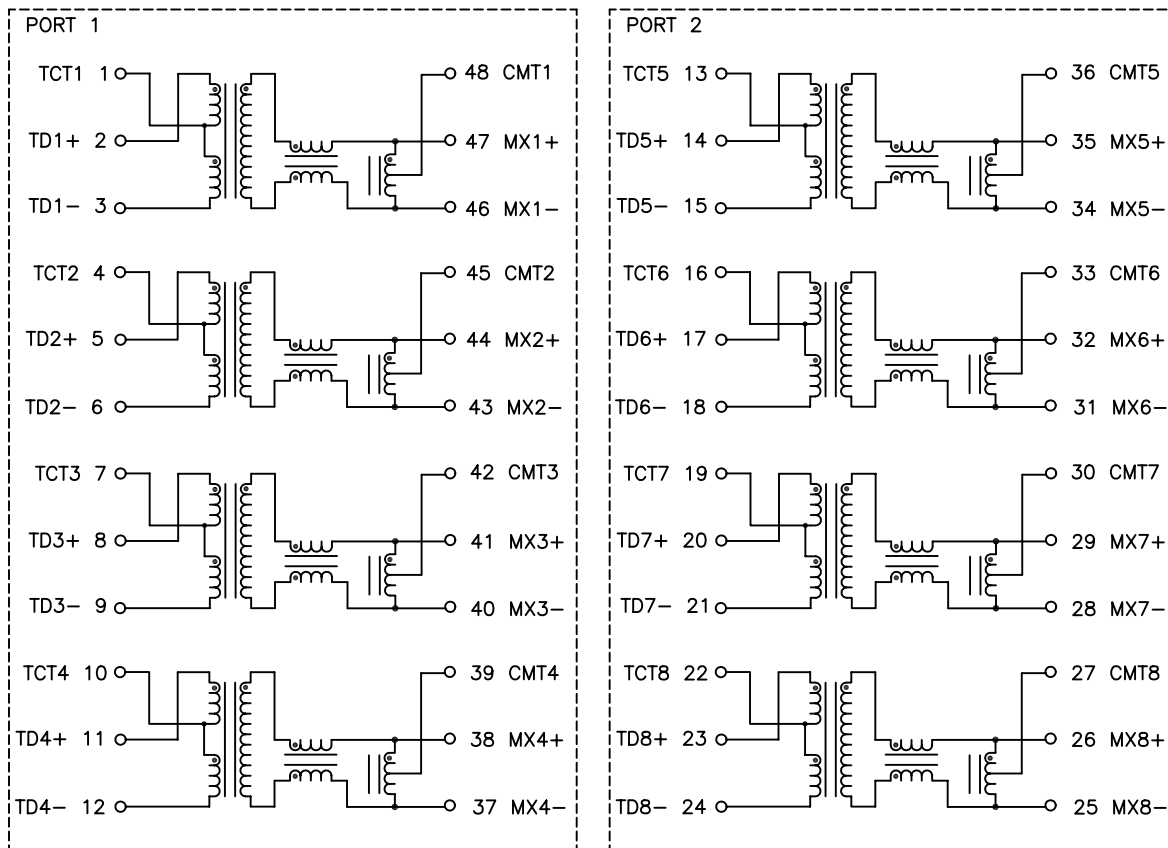 PORT 1
TCT1 1
48 CMT1
TD1+ 2
47 MX1+
TD1− 3
46 MX1−
TCT2 4
45 CMT2
TD2+ 5
44 MX2+
TD2− 6
43 MX2−
TCT3 7
42 CMT3
TD3+ 8
41 MX3+
TD3− 9
40 MX3−
TCT4 10
39 CMT4
TD4+ 11
38 MX4+
TD4− 12
37 MX4−
PORT 2
TCT5 13
36 CMT5
TD5+ 14
35 MX5+
TD5− 15
34 MX5−
TCT6 16
33 CMT6
TD6+ 17
32 MX6+
TD6− 18
31 MX6−
TCT7 19
30 CMT7
TD7+ 20
29 MX7+
TD7− 21
28 MX7−
TCT8 22
27 CMT8
TD8+ 23
26 MX8+
TD8− 24
25 MX8−